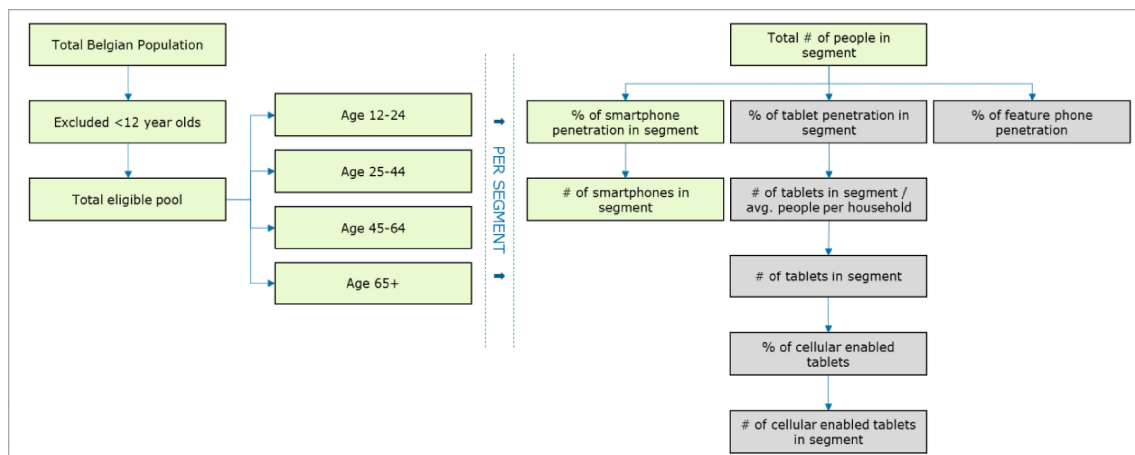 Total Belgian Population
Excluded <12 year olds
Total eligible pool
Age 12-24
Age 25-44
Age 45-64
Age 65+
PER SEGMENT
Total # of people in
segment
% of smartphone
penetration in segment
% of tablet penetration in
segment
% of feature phone
penetration
# of smartphones in
segment
# of tablets in segment /
avg. people per household
# of tablets in segment
% of cellular enabled
tablets
# of cellular enabled tablets
in segment